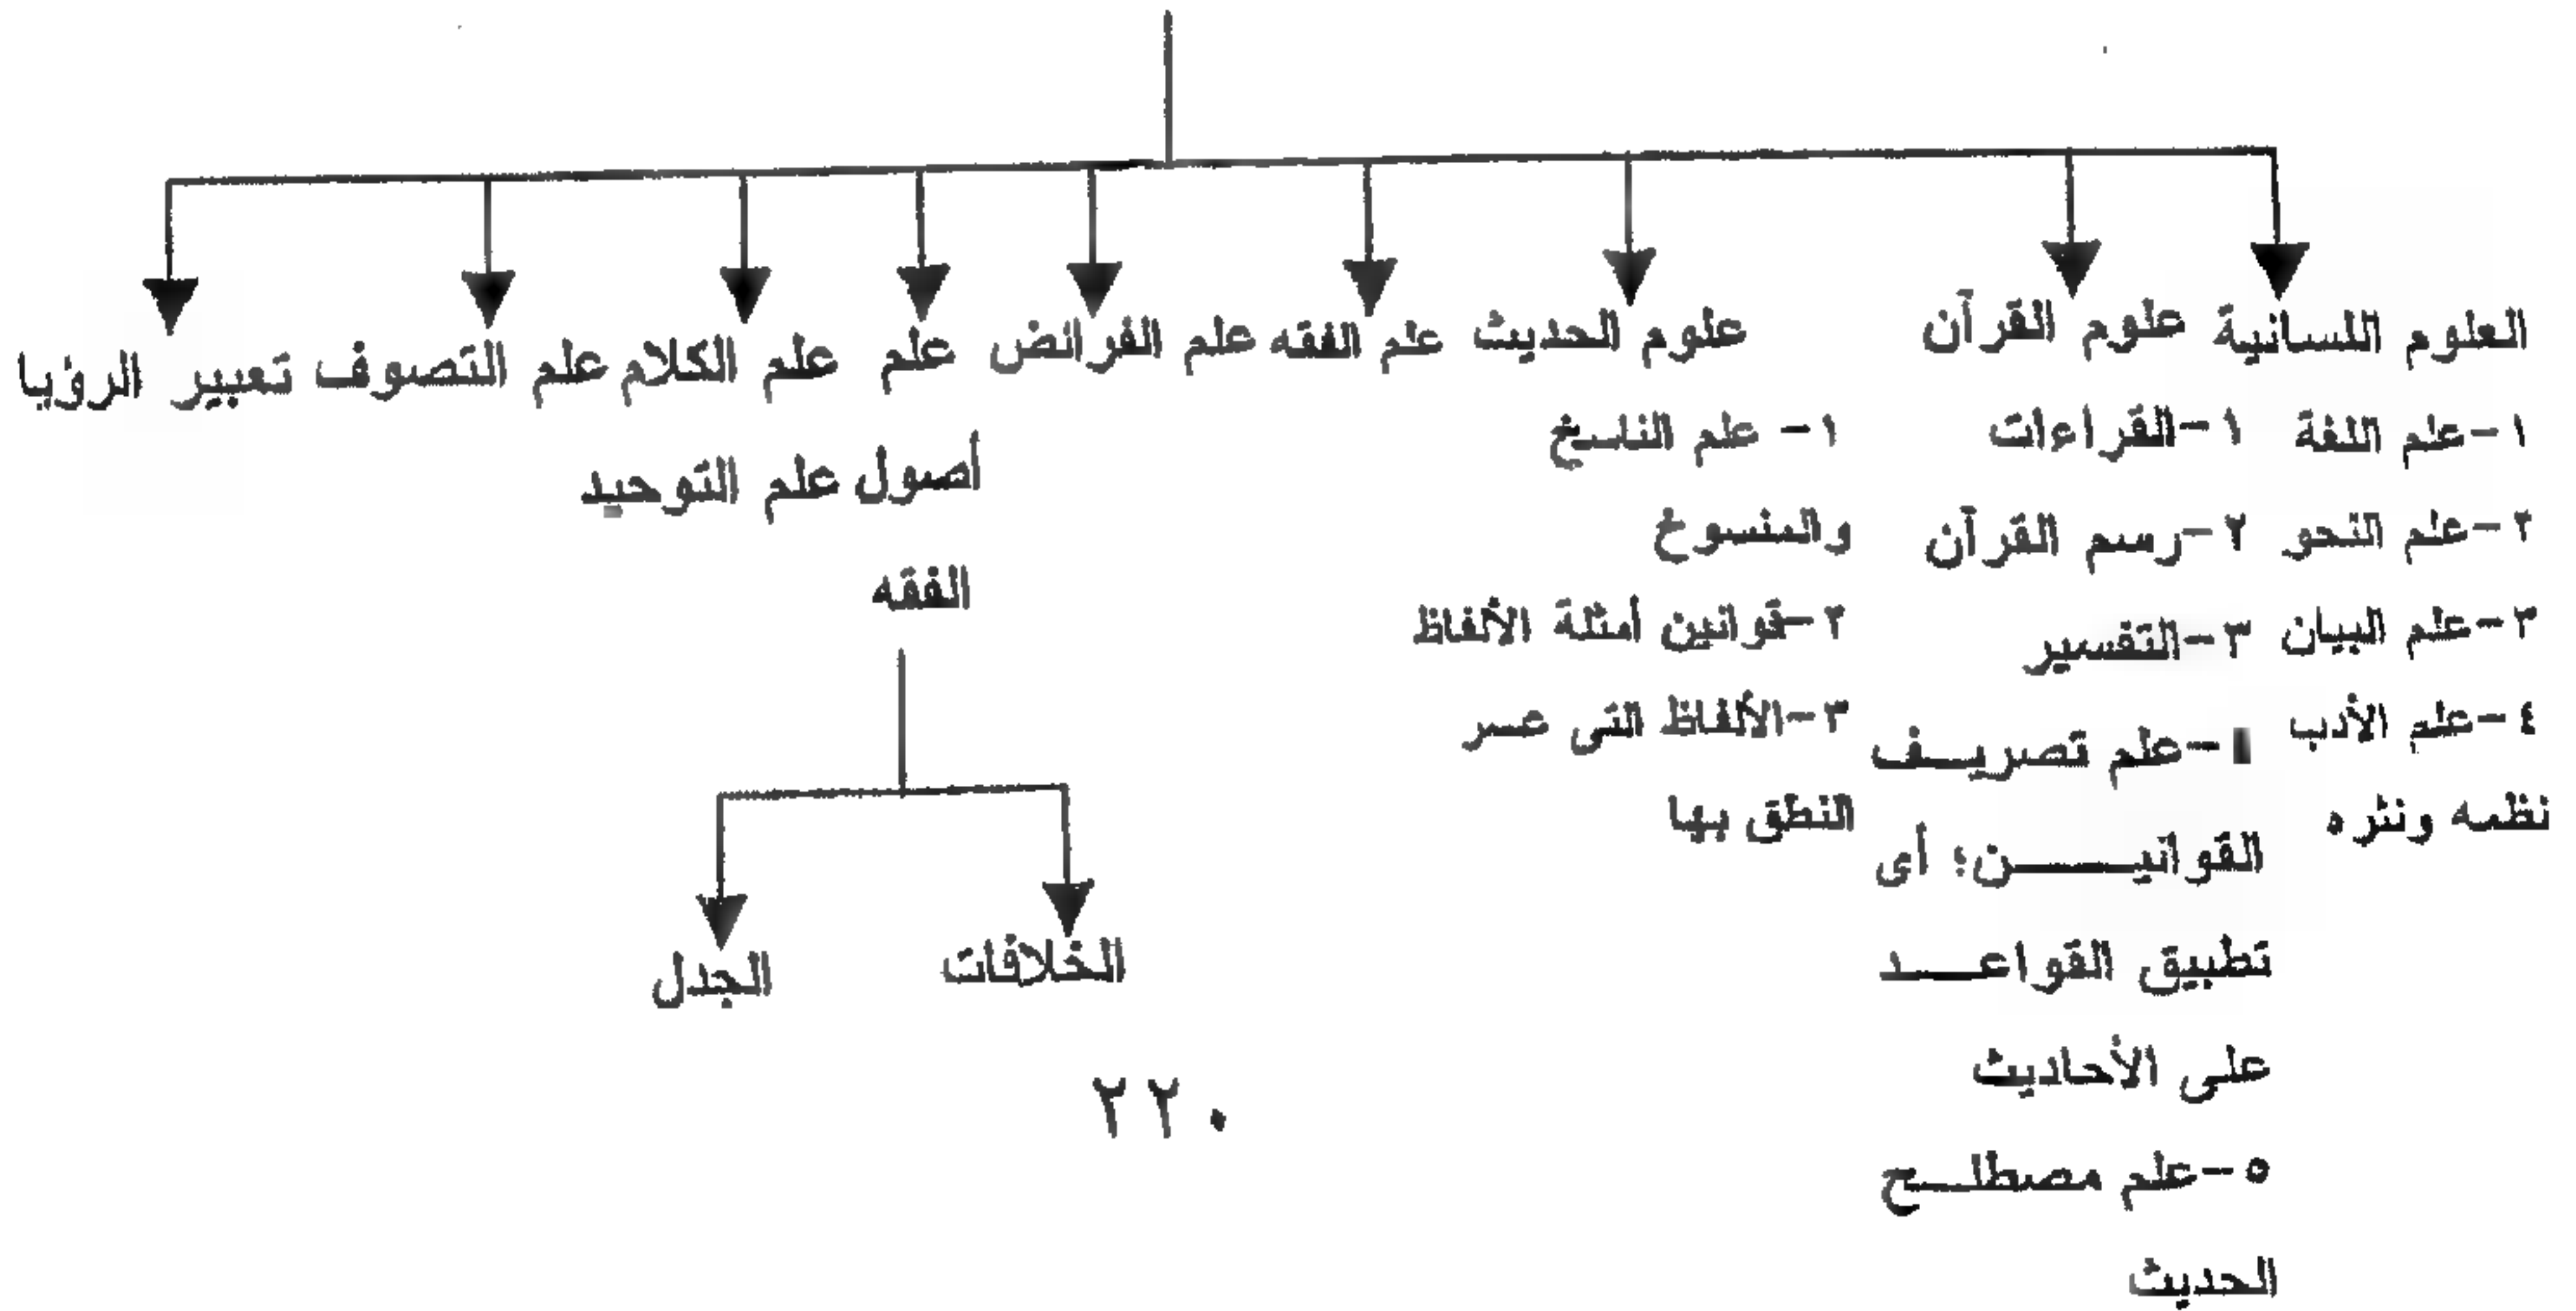 العلوم اللسانية
١-علم اللغة
٢-علم النحو
٣-علم البيان
٤-علم الأدب
نظمه ونثره
علوم القرآن
١-القراءات
٢-رسم القرآن
٣-التفسير
-علم تصريف
القوانين؛ أى
تطبيق القواعد
على الأحاديث
٥-علم مصطلح
الحديث
علوم الحديث
١- علم الناسخ
والمنسوخ
٢-قوانين أمثلة الألفاظ
٣-الألفاظ التى عسر
النطق بها
علم الفقه
علم الفرائض
علم
أصول
الفقه
الخلافات
الجدل
علم الكلام
علم التوحيد
علم التصوف
تعبير الرؤيا
٢٢٠